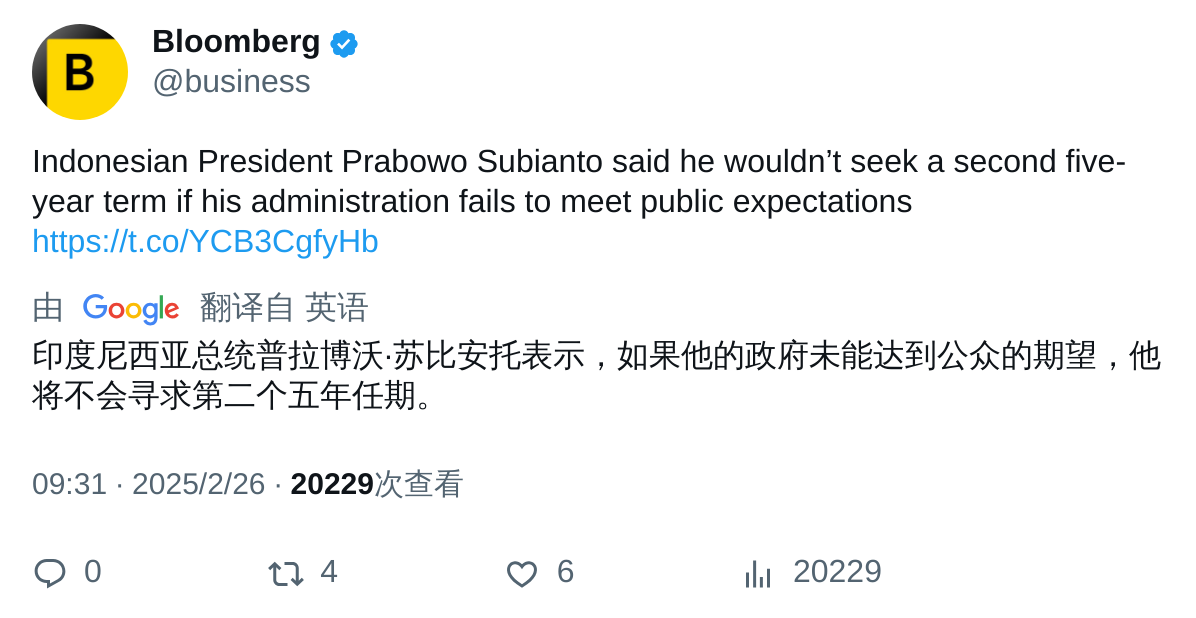 B
Bloomberg
@business
Indonesian President Prabowo Subianto said he wouldn’t seek a second five-
year term if his administration fails to meet public expectations
https://t.co/YCB3CgfyHb
由 Google 翻译自 英语
印度尼西亚总统普拉博沃·苏比安托表示，如果他的政府未能达到公众的期望，他
将不会寻求第二个五年任期。
09:31 · 2025/2/26 · 20229次查看
0 4 6 20229